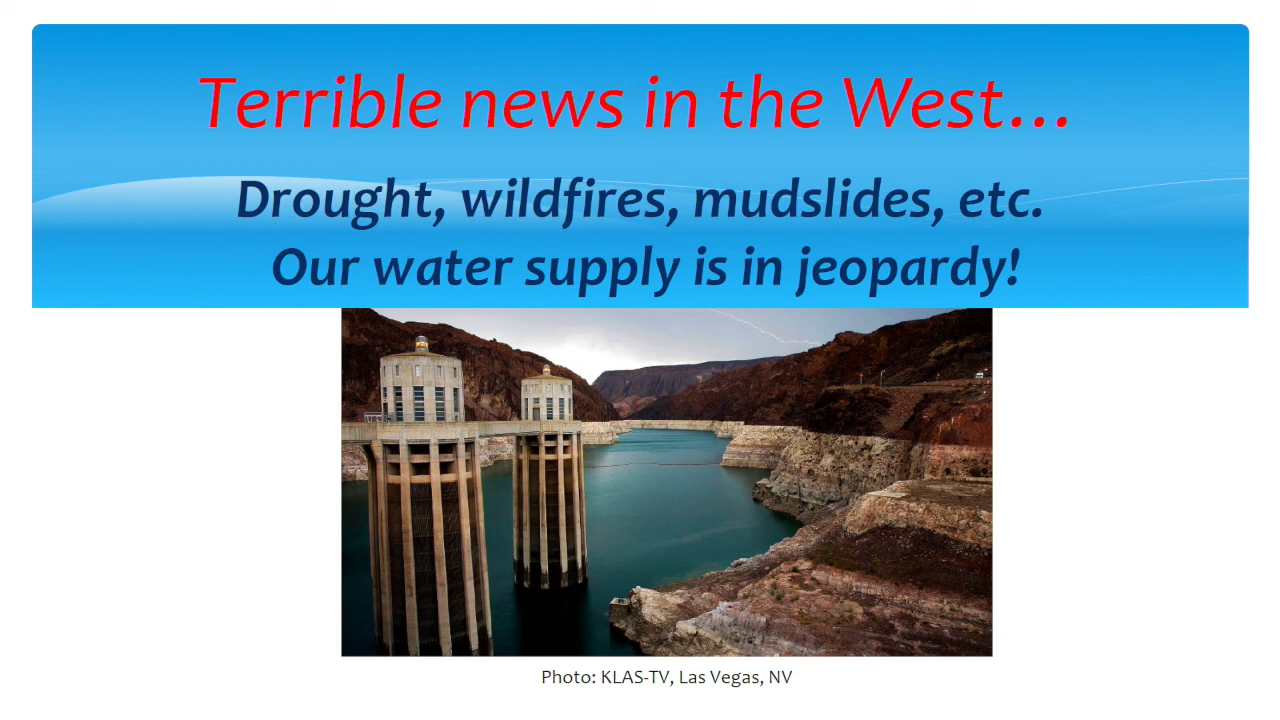 Terrible news in the West...
Drought, wildfires, mudslides, etc.
Our water supply is in jeopardy!
Photo: KLAS-TV, Las Vegas, NV